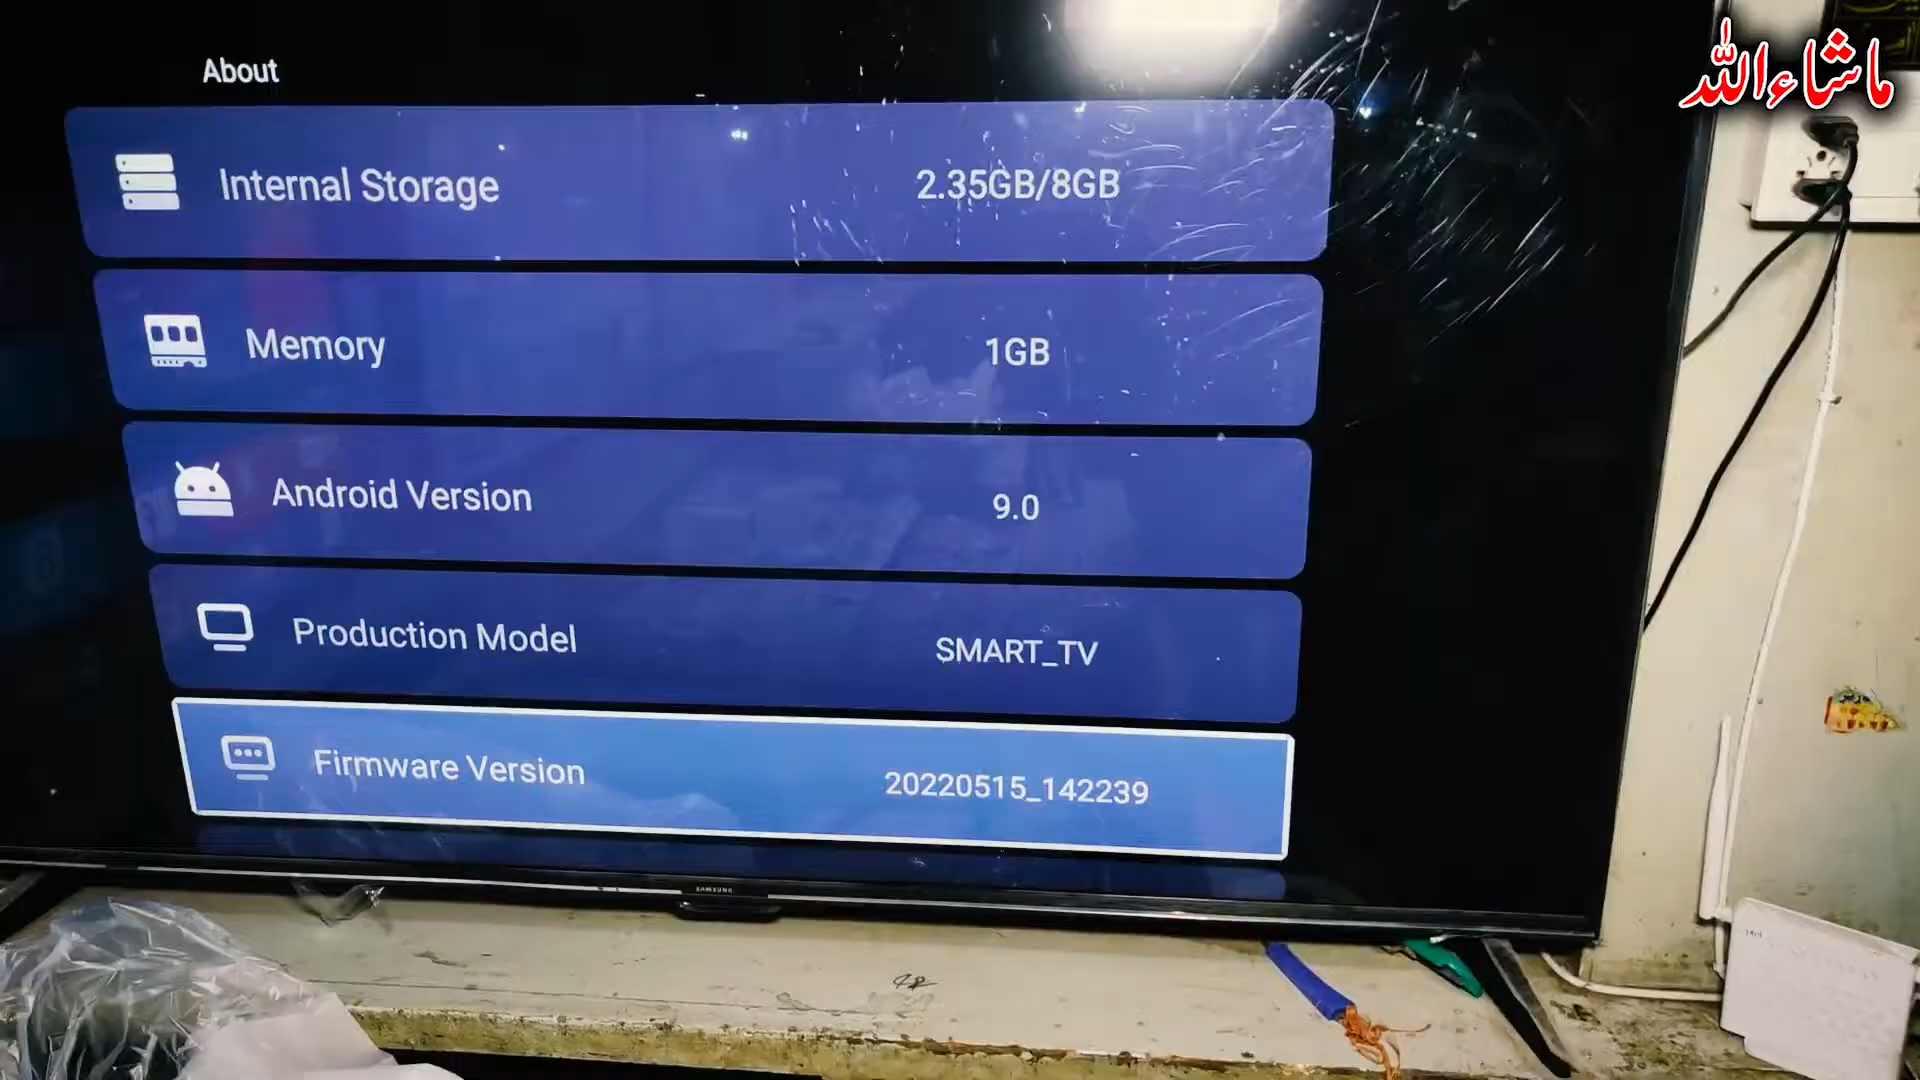 About
ماشاءاللہ
Internal Storage 2.35GB/8GB
Memory 1GB
Android Version 9.0
Production Model SMART_TV
Firmware Version 20220515_142239
SAMSUNG